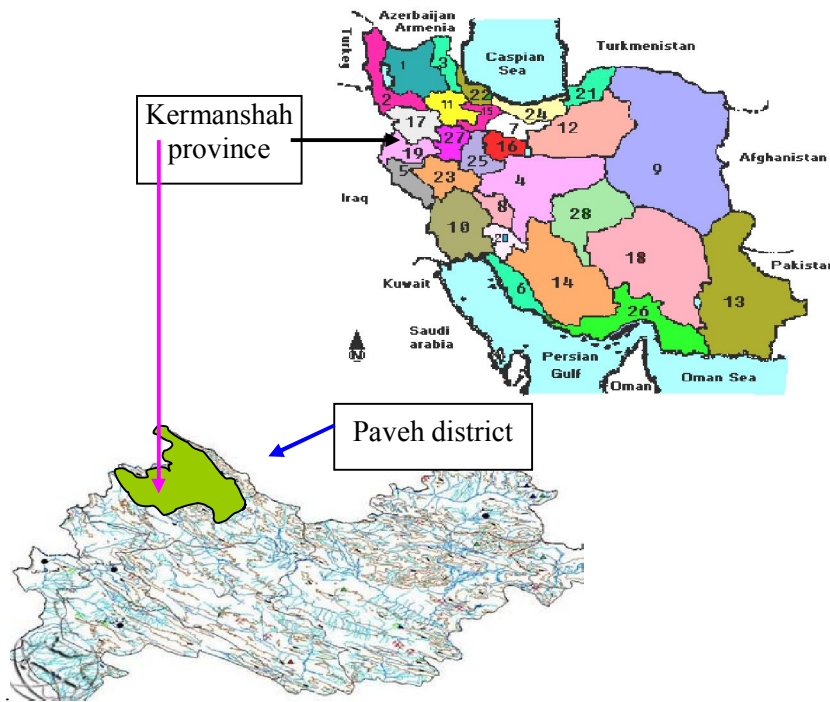 Azerbaijan
Armenia
Turkey
Caspian
Sea
Turkmenistan
1
3
2
22
11
15
24
21
17
7
12
27
16
19
25
5
23
4
9
Afghanistan
Iraq
8
28
10
20
18
Pakistan
Kuwait
6
14
13
26
Saudi
arabia
N
Persian
Gulf
Oman
Oman Sea
Kermanshah
province
Paveh district